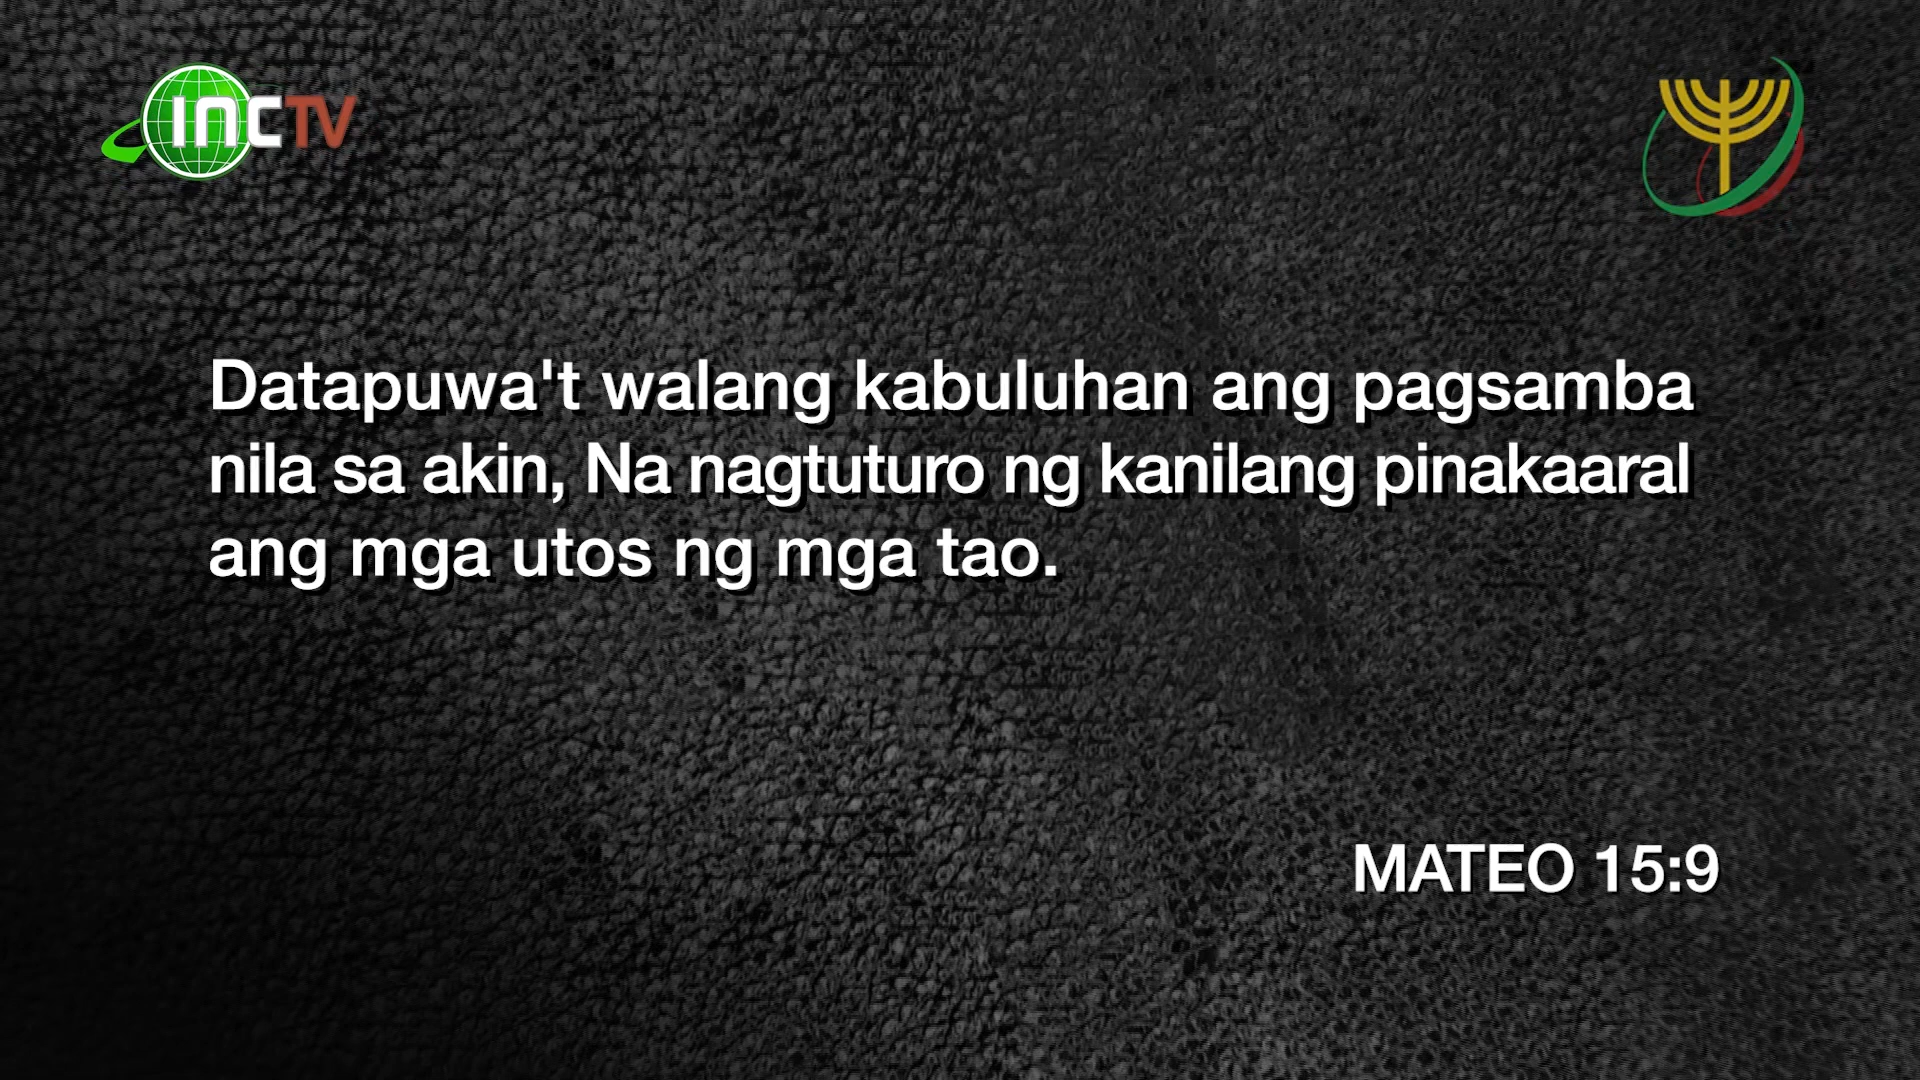 INCTV
Datapuwa't walang kabuluhan ang pagsamba
nila sa akin, Na nagtuturo ng kanilang pinakaaral
ang mga utos ng mga tao.
MATEO 15:9